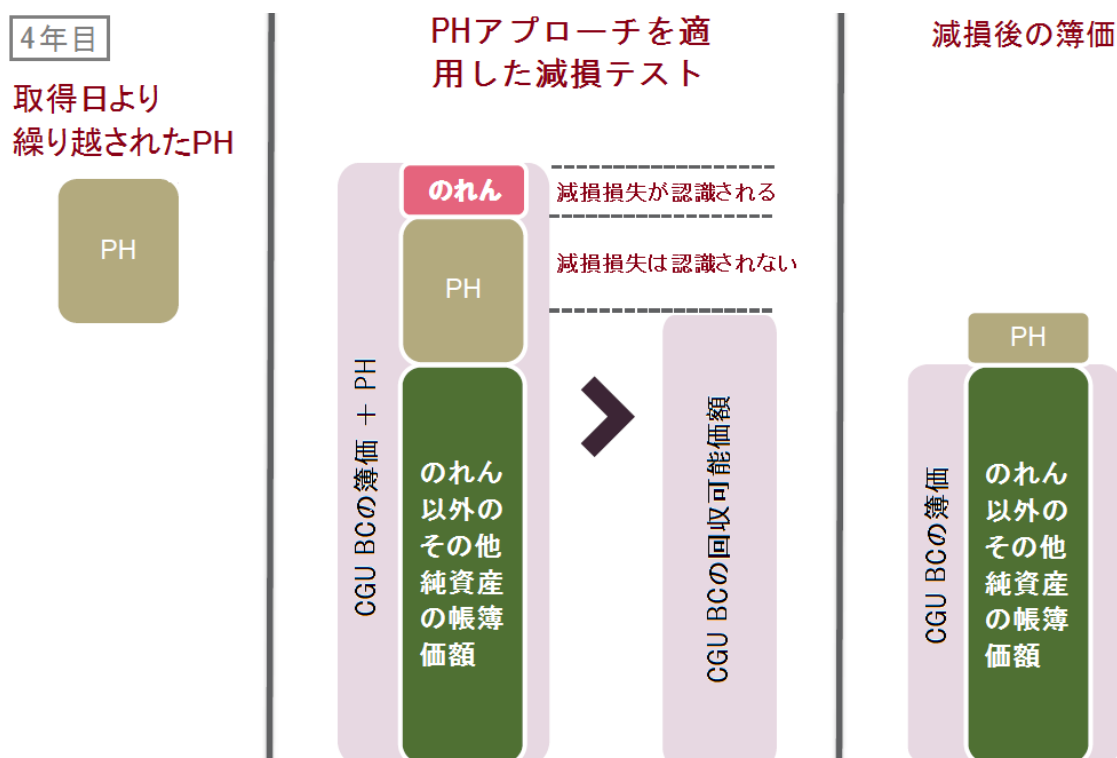 4年目
取得日より
繰り越されたPH
PH
PHアプローチを適
用した減損テスト
のれん
減損損失が認識される
PH
減損損失は認識されない
CGU BCの簿価 ＋ PH
のれん
以外の
その他
純資産
の帳簿
価額
CGU BCの回収可能価額
減損後の簿価
PH
CGU BCの簿価
のれん
以外の
その他
純資産
の帳簿
価額